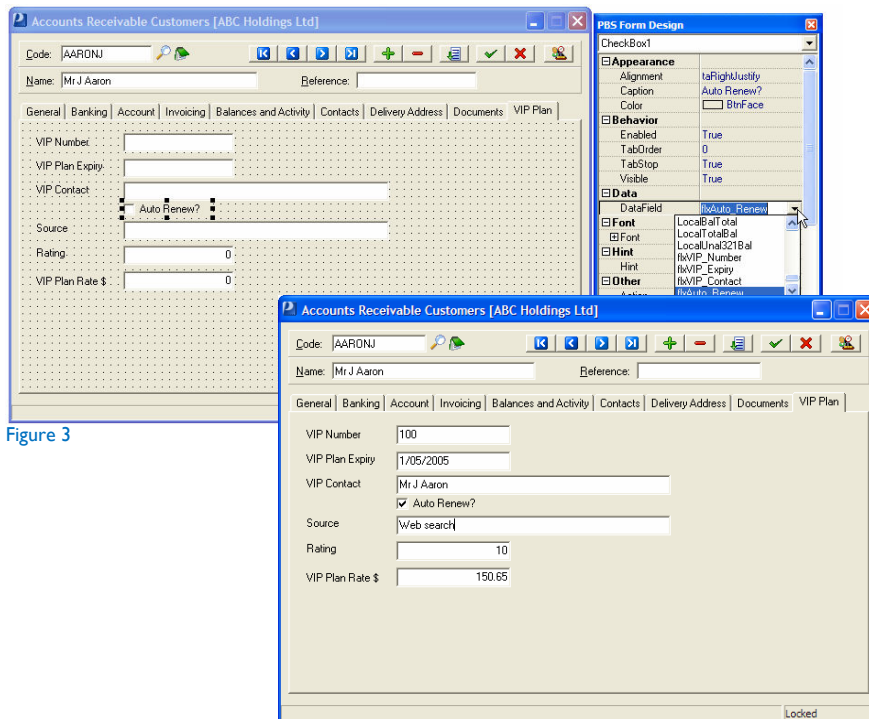 Accounts Receivable Customers [ABC Holdings Ltd]
Code: AARONJ
Name: Mr J Aaron Reference:
General Banking Account Invoicing Balances and Activity Contacts Delivery Address Documents VIP Plan
VIP Number
VIP Plan Expiry
VIP Contact
Auto Renew?
Source
Rating 0
VIP Plan Rate $ 0
Figure 3
PBS Form Design
CheckBox1
Appearance
Alignment taRightJustify
Caption Auto Renew?
Color BtnFace
Behavior
Enabled True
TabOrder 0
TabStop True
Visible True
Data
DataField flxAuto_Renew
Font
Font
Hint
Hint
Other
Action
LocalBalTotal
LocalTotalBal
LocalUnal321Bal
flxVIP_Number
flxVIP_Expiry
flxVIP_Contact
flxAuto_Renew
Accounts Receivable Customers [ABC Holdings Ltd]
Code: AARONJ
Name: Mr J Aaron Reference:
General Banking Account Invoicing Balances and Activity Contacts Delivery Address Documents VIP Plan
VIP Number 100
VIP Plan Expiry 1/05/2005
VIP Contact Mr J Aaron
Auto Renew?
Source Web search
Rating 10
VIP Plan Rate $ 150.65
Locked